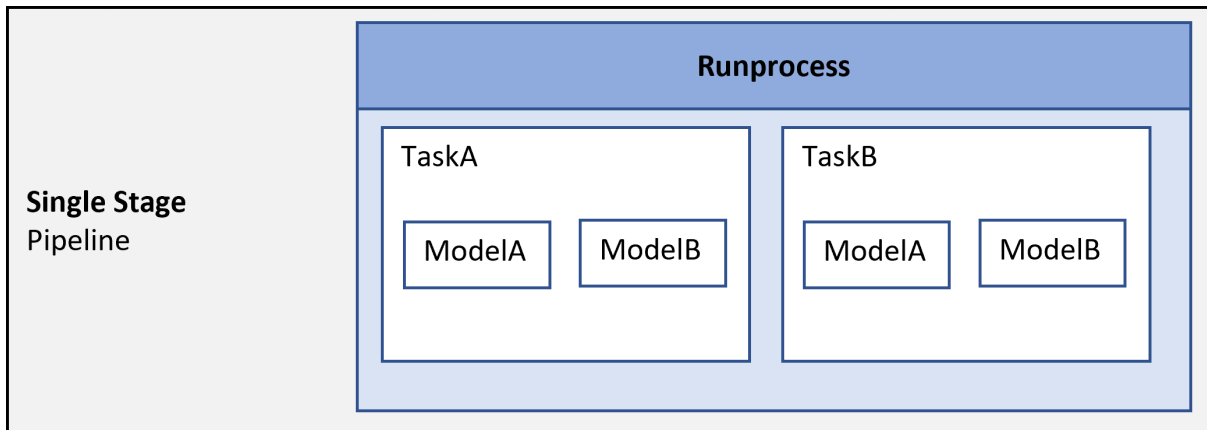 Runprocess
TaskA
TaskB
Single Stage
Pipeline
ModelA
ModelB
ModelA
ModelB